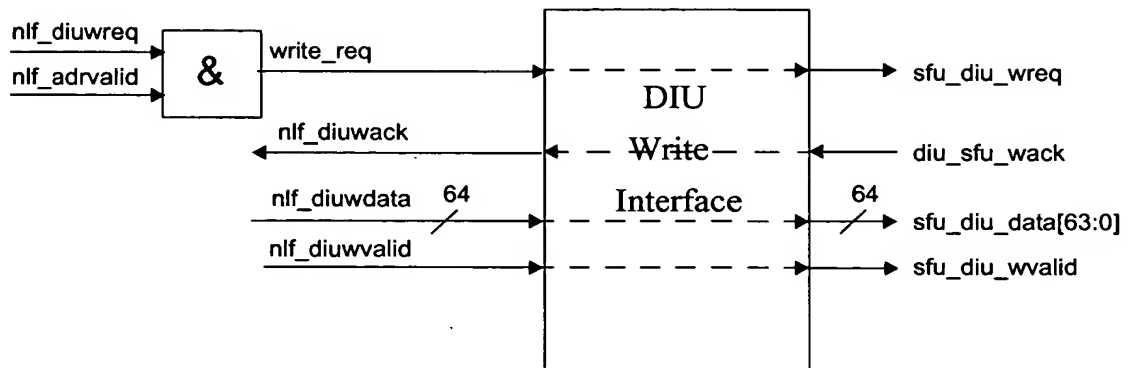 nlf_diuwreq
nlf_adrvalid
&
write_req
sfu_diu_wreq
DIU
nlf_diuwack
Write
diu_sfu_wack
nlf_diuwdata
64
Interface
64
sfu_diu_data[63:0]
nlf_diuwvalid
sfu_diu_wvalid